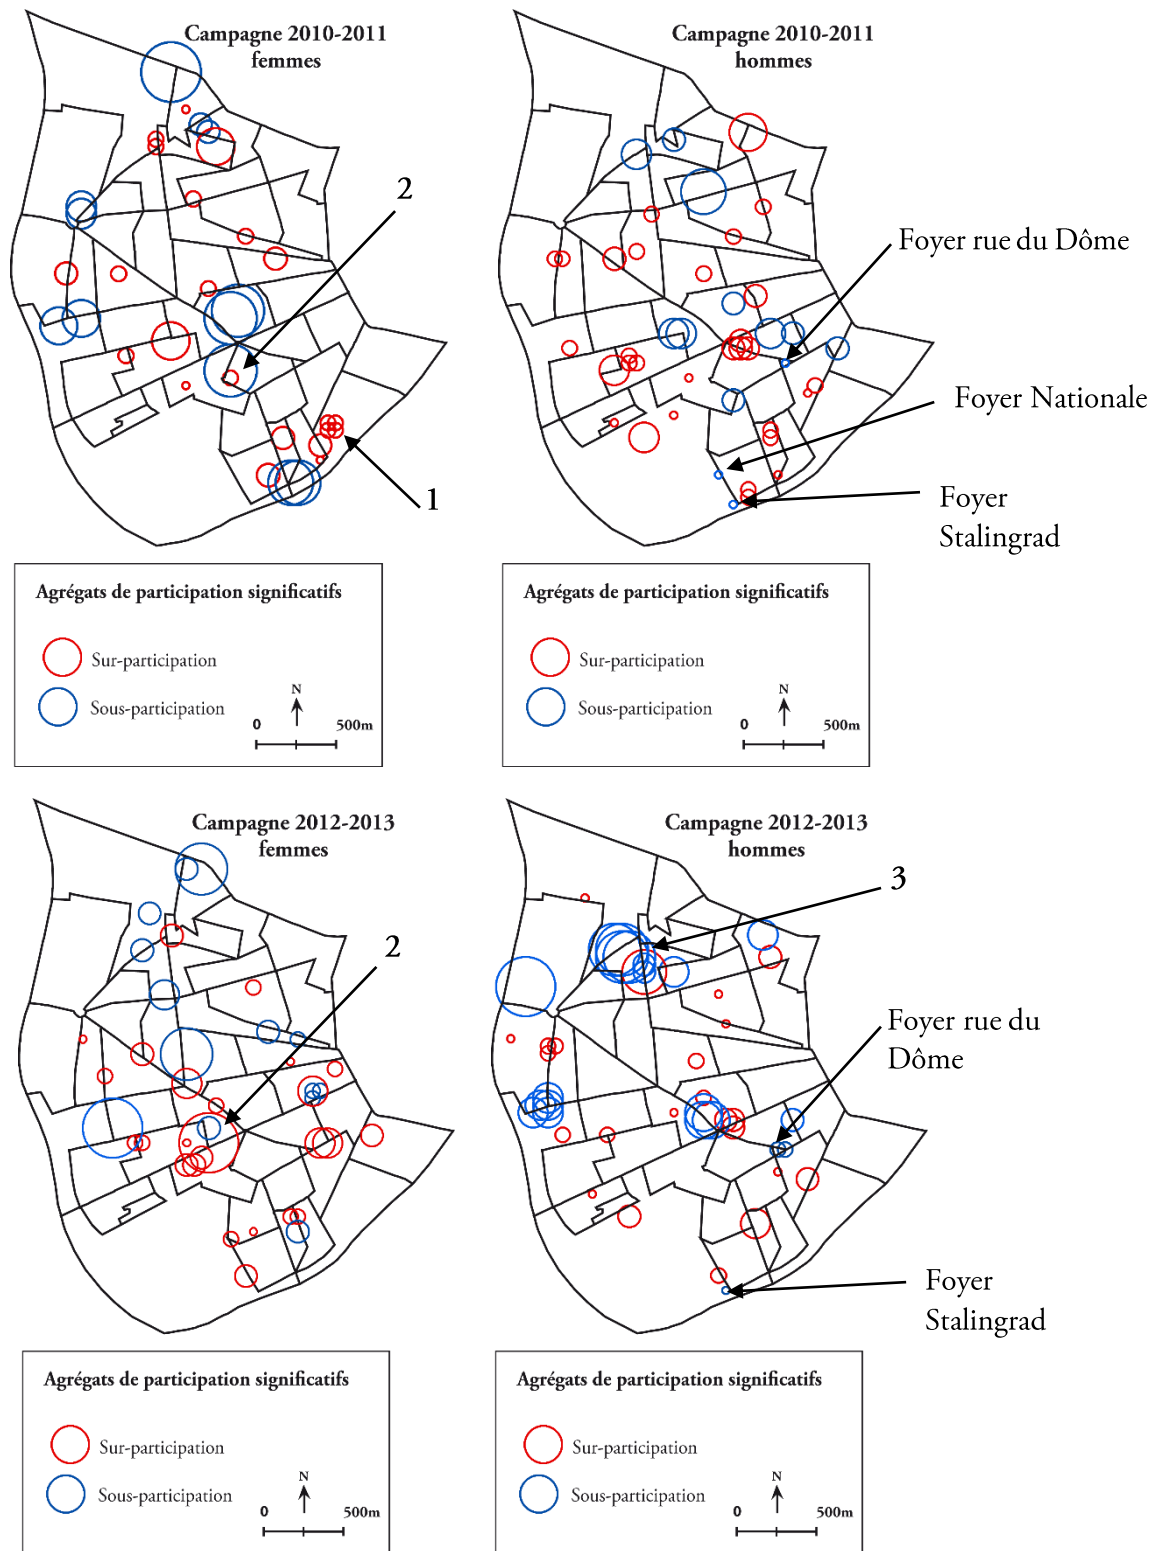 Campagne 2010-2011
femmes
2
1
Agrégats de participation significatifs
Sur-participation
Sous-participation
N
0
500m
Campagne 2010-2011
hommes
Foyer rue du Dôme
Foyer Nationale
Foyer
Stalingrad
Agrégats de participation significatifs
Sur-participation
Sous-participation
N
0
500m
Campagne 2012-2013
femmes
2
Agrégats de participation significatifs
Sur-participation
Sous-participation
N
0
500m
Campagne 2012-2013
hommes
3
Foyer rue du
Dôme
Foyer
Stalingrad
Agrégats de participation significatifs
Sur-participation
Sous-participation
N
0
500m